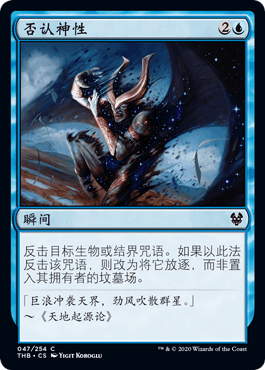 否认神性 2
瞬间
反击目标生物或结界咒语。如果以此法
反击该咒语，则改为将它放逐，而非置
入其拥有者的坟墓场。
「巨浪冲袭天界，劲风吹散群星。」
～《天地起源论》
047/254 C
THB • CS YIGIT KOROGLU
™ & © 2020 Wizards of the Coast